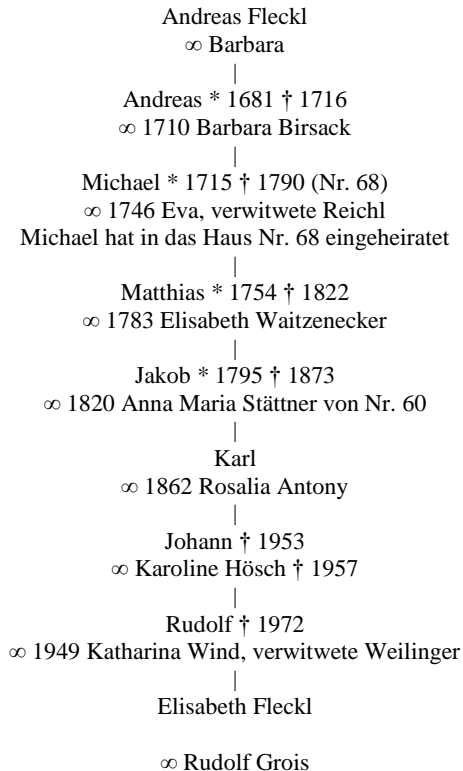 Andreas Fleckl
∞ Barbara
|
Andreas * 1681 † 1716
∞ 1710 Barbara Birsack
|
Michael * 1715 † 1790 (Nr. 68)
∞ 1746 Eva, verwitwete Reichl
Michael hat in das Haus Nr. 68 eingeheiratet
|
Matthias * 1754 † 1822
∞ 1783 Elisabeth Waitzenecker
|
Jakob * 1795 † 1873
∞ 1820 Anna Maria Stättner von Nr. 60
|
Karl
∞ 1862 Rosalia Antony
|
Johann † 1953
∞ Karoline Hösch † 1957
|
Rudolf † 1972
∞ 1949 Katharina Wind, verwitwete Weilinger
|
Elisabeth Fleckl
∞ Rudolf Grois